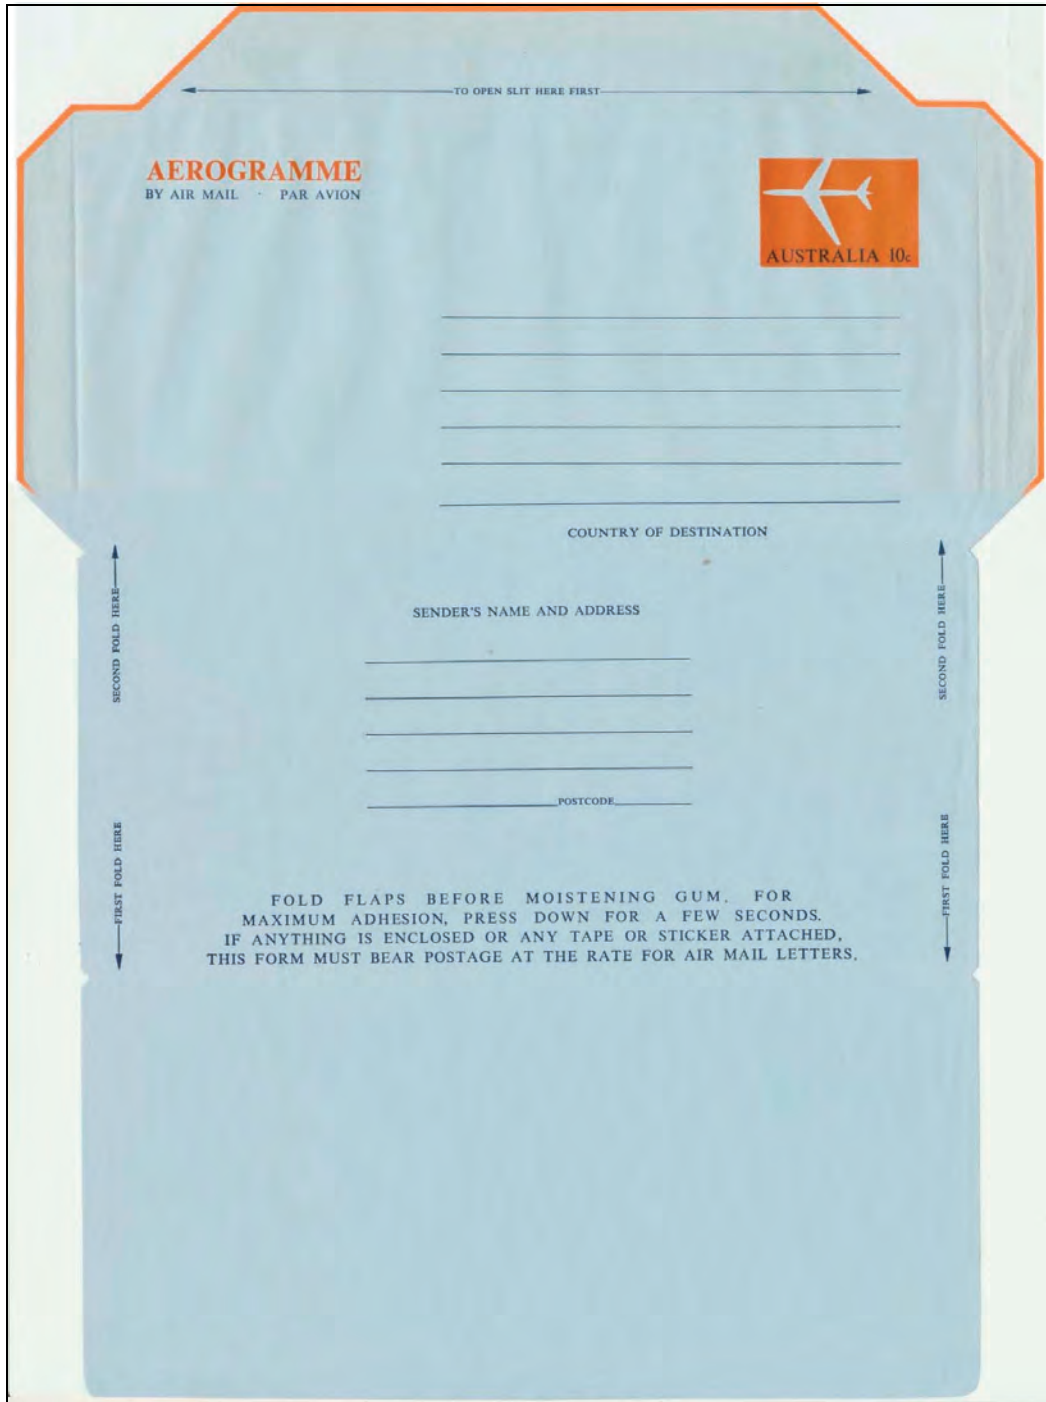 TO OPEN SLIT HERE FIRST
AEROGRAMME
BY AIR MAIL · PAR AVION
AUSTRALIA 10c
COUNTRY OF DESTINATION
SECOND FOLD HERE
SECOND FOLD HERE
SENDER'S NAME AND ADDRESS
POSTCODE
FIRST FOLD HERE
FIRST FOLD HERE
FOLD FLAPS BEFORE MOISTENING GUM. FOR
MAXIMUM ADHESION, PRESS DOWN FOR A FEW SECONDS.
IF ANYTHING IS ENCLOSED OR ANY TAPE OR STICKER ATTACHED,
THIS FORM MUST BEAR POSTAGE AT THE RATE FOR AIR MAIL LETTERS.